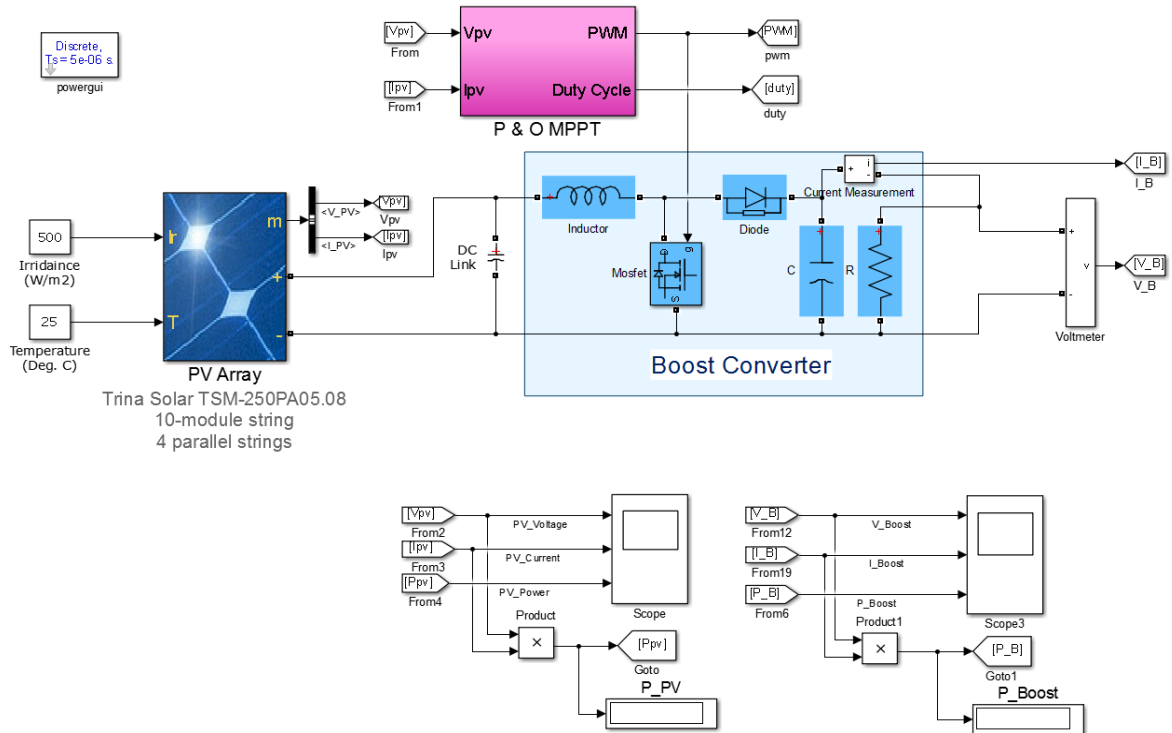 Discrete,
Ts = 5e-06 s.
powergui
[Vpv]
From
[Ipv]
From1
Vpv
Ipv
PWM
Duty Cycle
P & O MPPT
[PWM]
pwm
[duty]
duty
500
Irridaince
(W/m2)
25
Temperature
(Deg. C)
Ir
T
m
+
-
PV Array
Trina Solar TSM-250PA05.08
10-module string
4 parallel strings
<V_PV>
[Vpv]
Vpv
<I_PV>
[Ipv]
Ipv
DC
Link
+
+
Inductor
Mosfet
D
g
S
Diode
+
i
-
Current Measurement
C
+
R
+
Boost Converter
[I_B]
I_B
+
v
-
Voltmeter
[V_B]
V_B
[Vpv]
From2
PV_Voltage
[Ipv]
From3
PV_Current
[Ppv]
From4
PV_Power
Scope
Product
×
[Ppv]
Goto
P_PV
[V_B]
From12
V_Boost
[I_B]
From19
I_Boost
[P_B]
From6
P_Boost
Scope3
Product1
×
[P_B]
Goto1
P_Boost